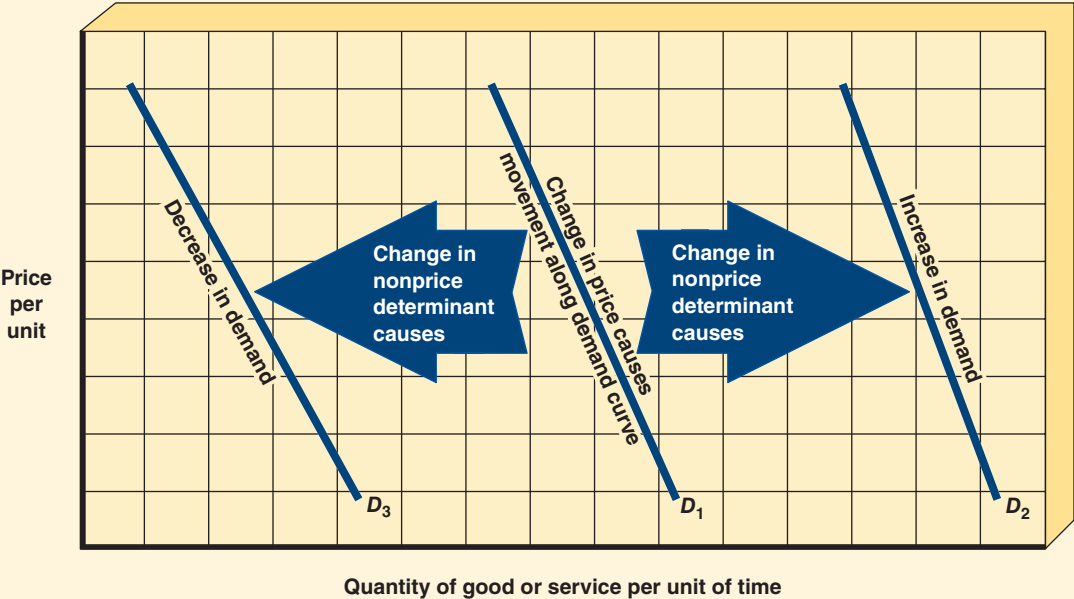 Price
per
unit
Decrease in demand
Change in
nonprice
determinant
causes
Change in price causes
movement along demand curve
Change in
nonprice
determinant
causes
Increase in demand
D3
D1
D2
Quantity of good or service per unit of time